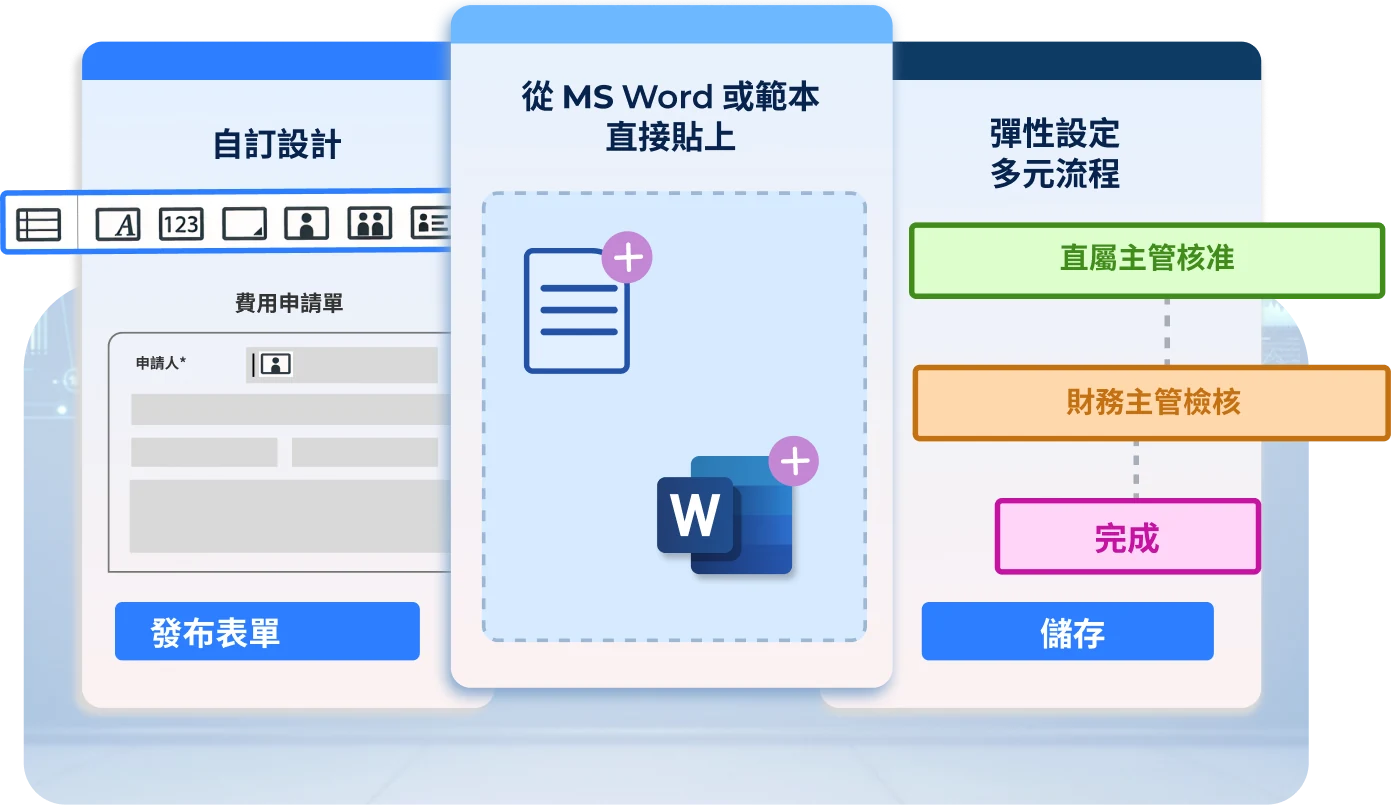 自訂設計
A
123
費用申請單
申請人*
發布表單
從 MS Word 或範本
直接貼上
W
彈性設定
多元流程
直屬主管核准
財務主管檢核
完成
儲存